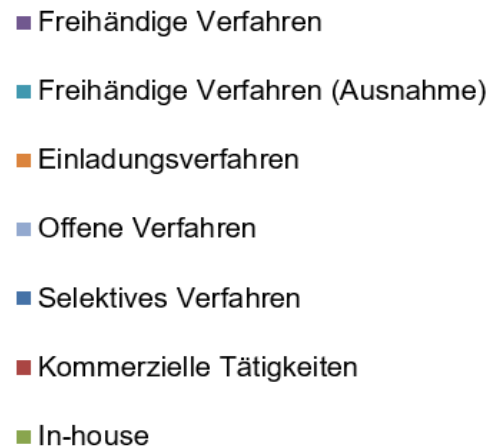 Freihändige Verfahren
Freihändige Verfahren (Ausnahme)
Einladungsverfahren
Offene Verfahren
Selektives Verfahren
Kommerzielle Tätigkeiten
In-house